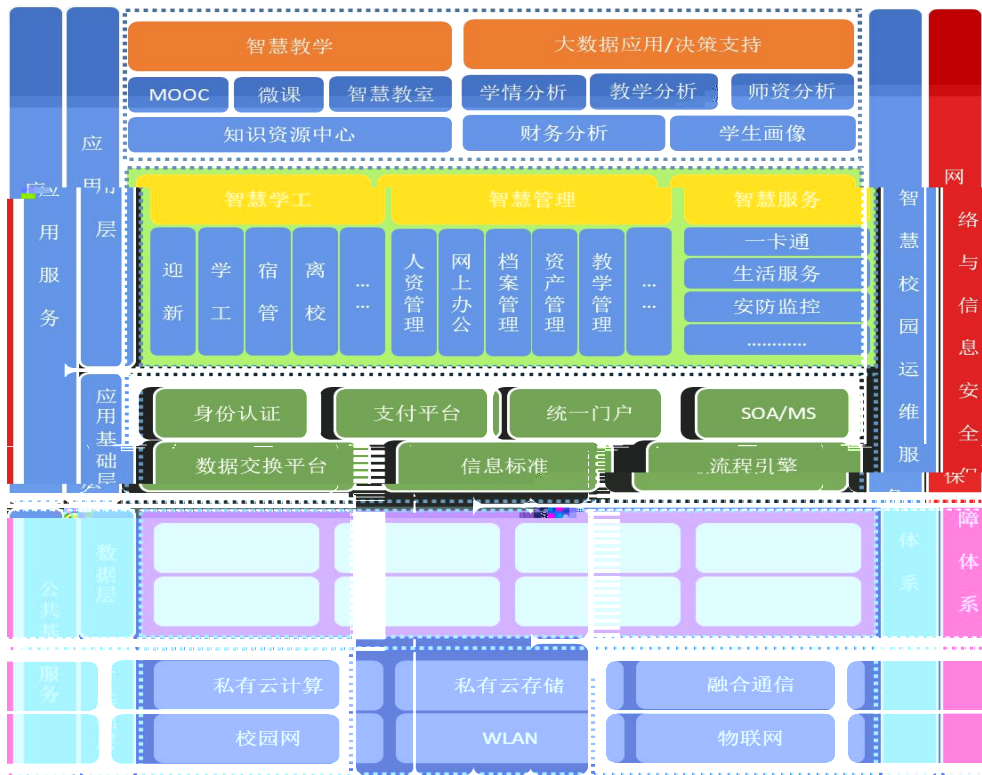 智慧教学
大数据应用/决策支持
MOOC
微课
智慧教室
学情分析
教学分析
师资分析
知识资源中心
财务分析
学生画像
智慧学工
智慧管理
智慧服务
迎新
学工
宿管
离校
......
人资管理
网上办公
档案管理
资产管理
教学管理
......
一卡通
生活服务
安防监控
............
身份认证
支付平台
统一门户
SOA/MS
数据交换平台
信息标准
流程引擎
私有云计算
私有云存储
融合通信
校园网
WLAN
物联网
应用服务
应用层
应用基础层
数据层
公共基
服务
智慧校园运维服
体系
网络与信息安全保障体系